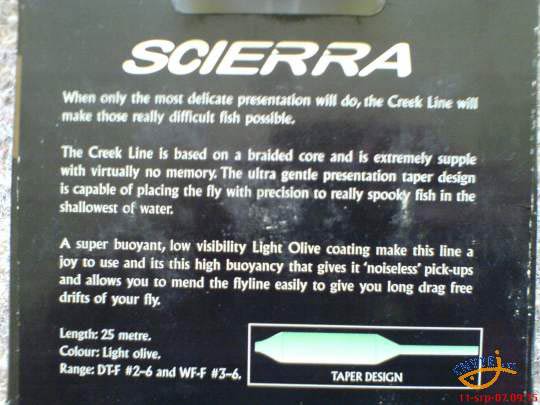 SCIERRA
When only the most delicate presentation will do, the Creek Line will
make those really difficult fish possible.
The Creek Line is based on a braided core and is extremely supple
with virtually no memory. The ultra gentle presentation taper design
is capable of placing the fly with precision to really spooky fish in the
shallowest of water.
A super buoyant, low visibility Light Olive coating make this line a
joy to use and its this high buoyancy that gives it 'noiseless' pick-ups
and allows you to mend the flyline easily to give you long drag free
drifts of your fly.
Length: 25 metre.
Colour: Light olive.
Range: DT-F #2-6 and WF-F #3-6.
TAPER DESIGN